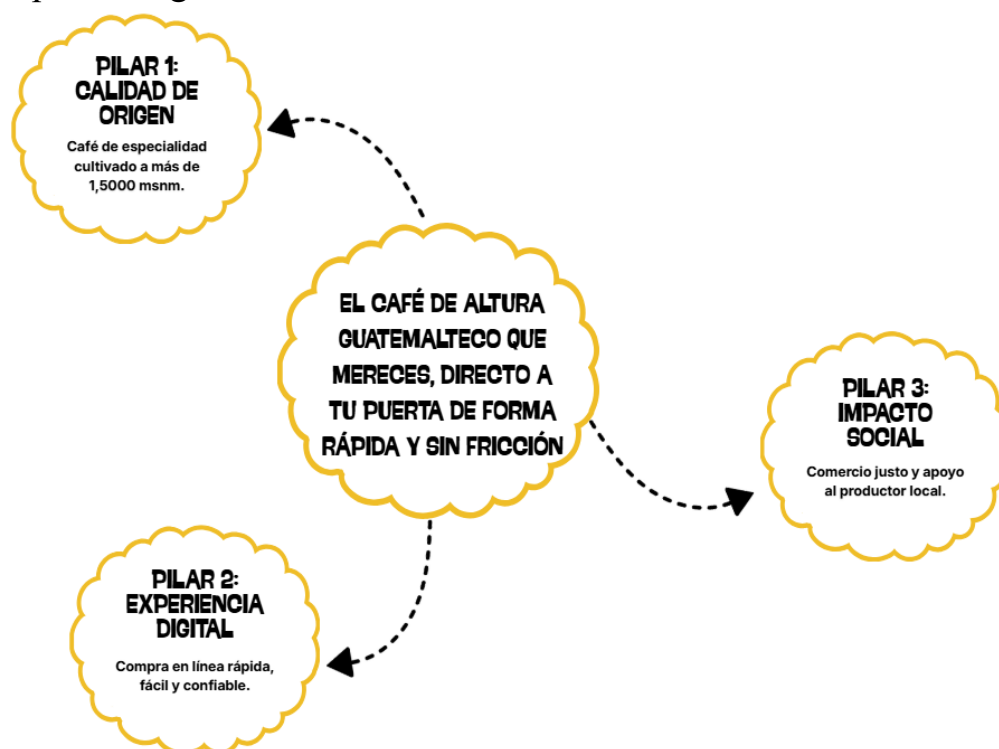 PILAR 1:
CALIDAD DE
ORIGEN
Café de especialidad
cultivado a más de
1,5000 msnm.
EL CAFÉ DE ALTURA
GUATEMALTECO QUE
MERECES, DIRECTO A
TU PUERTA DE FORMA
RÁPIDA Y SIN FRICCIÓN
PILAR 3:
IMPACTO
SOCIAL
Comercio justo y apoyo
al productor local.
PILAR 2:
EXPERIENCIA
DIGITAL
Compra en línea rápida,
fácil y confiable.